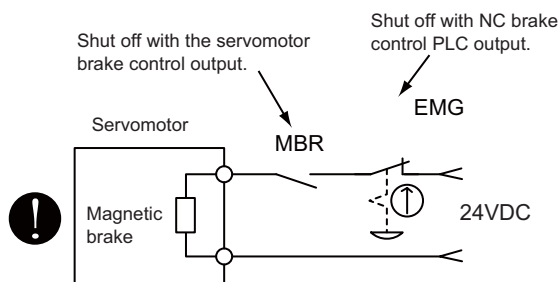 Shut off with the servomotor
brake control output.
Shut off with NC brake
control PLC output.
EMG
Servomotor
MBR
Magnetic
brake
24VDC